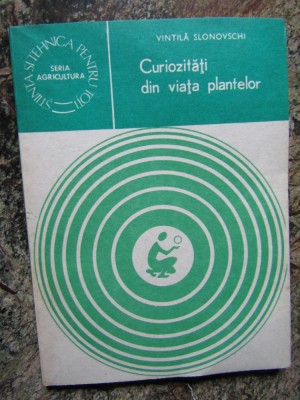 VINTILĂ SLONOVSCHI
Curiozități
din viața plantelor
ȘTIINȚA ȘI TEHNICA PENTRU TOȚI
SERIA
AGRICULTURA